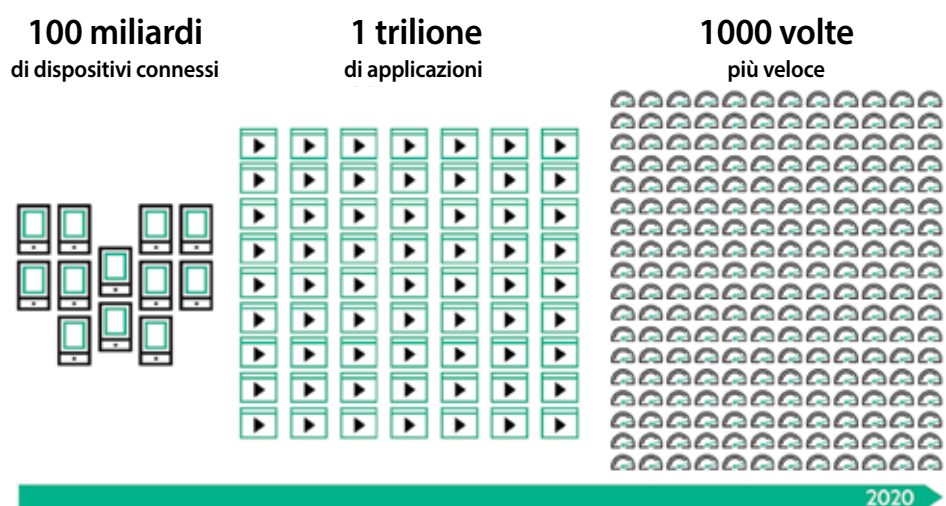 100 miliardi
di dispositivi connessi
1 trilione
di applicazioni
1000 volte
più veloce
2020